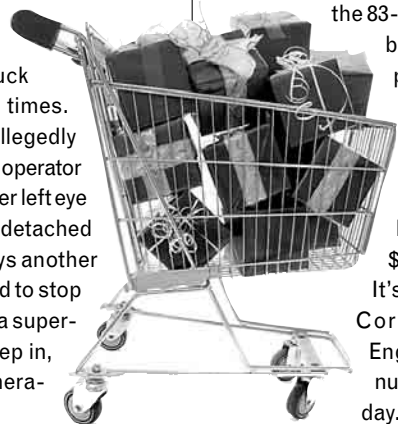 uck
times.
llegedly
operator
er left eye
detached
ys another
d to stop
a super-
ep in,
nera-
the 83-
b
p
$
It's
Cor
Eng
nu
day.